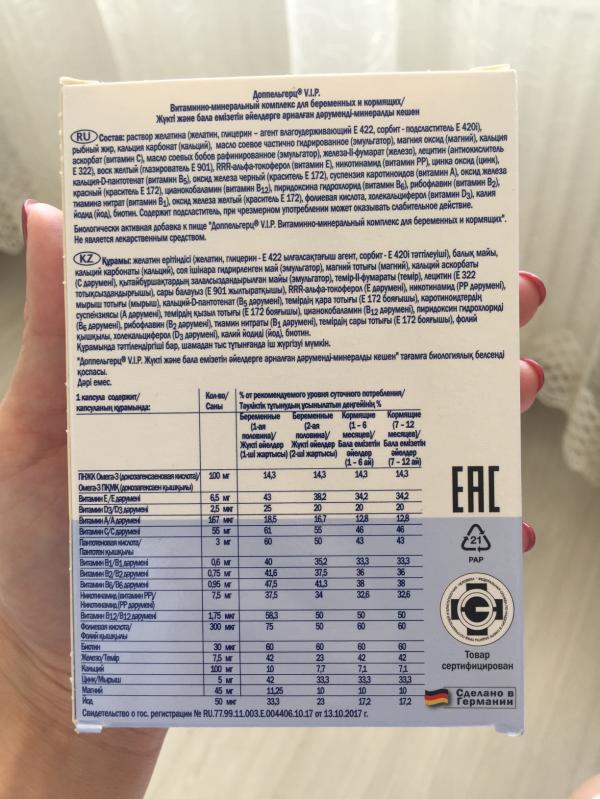 Доппельгерц® V.I.P.
Витаминно-минеральный комплекс для беременных и кормящих/
Жүкті және бала емізетін әйелдерге арналған дәруменді-минералды кешен
RU Состав: раствор желатина (желатин, глицерин – агент влагоудерживающий Е 422, сорбит - подсластитель Е 420i),
рыбный жир, кальция карбонат (кальций), масло соевое частично гидрированное (эмульгатор), магния оксид (магний), кальция
аскорбат (витамин С), масло соевых бобов рафинированное (эмульгатор), железа-II-фумарат (железо), лецитин (антиокислитель
Е 322), воск желтый (глазирователь Е 901), RRR-альфа-токоферол (витамин Е), никотинамид (витамин РР), цинка оксид (цинк),
кальция-D-пантотенат (витамин B5), оксид железа черный (краситель Е 172), суспензия каротиноидов (витамин А), оксид железа
красный (краситель Е 172), цианокобаламин (витамин B12), пиридоксина гидрохлорид (витамин B6), рибофлавин (витамин B2),
тиамина нитрат (витамин B1), оксид железа желтый (краситель Е 172), фолиевая кислота, холекальциферол (витамин D3), калия
йодид (йод), биотин. Содержит подсластитель, при чрезмерном употреблении может оказывать слабительное действие.
Биологически активная добавка к пище "Доппельгерц® V.I.P. Витаминно-минеральный комплекс для беременных и кормящих".
Не является лекарственным средством.
KZ Құрамы: желатин ерітіндісі (желатин, глицерин - Е 422 ылғалсақтағыш агент, сорбит - Е 420i тәттілеуіші), балық майы,
кальций карбонаты (кальций), соя ішінара гидрирленген май (эмульгатор), магний тотығы (магний), кальций аскорбаты
(С дәрумені), қытайбұршақтардың залалсыздандырылған майы (эмульгатор), темір-II-фумараты (темір), лецитин (Е 322
тотықсыздандырғышы), сары балауыз (Е 901 жылтыратқышы), RRR-альфа-токоферол (Е дәрумені), никотинамид (РР дәрумені),
мырыш тотығы (мырыш), кальций-D-пантотенат (B5 дәрумені), темірдің қара тотығы (Е 172 бояғышы), каротиноидтердің
суспензиясы (А дәрумені), темірдің қызыл тотығы (Е 172 бояғышы), цианокобаламин (B12 дәрумені), пиридоксин гидрохлориді
(B6 дәрумені), рибофлавин (B2 дәрумені), тиамин нитраты (B1 дәрумені), темірдің сары тотығы (Е 172 бояғышы), фолий
қышқылы, холекальциферол (D3 дәрумені), калий йодиді (йод), биотин.
Құрамында тәттілендіргіші бар, шамадан тыс тұтынғанда іш жүргізуі мүмкін.
"Доппельгерц® V.I.P. Жүкті және бала емізетін әйелдерге арналған дәруменді-минералды кешен" тағамға биологиялық белсенді
қоспасы.
Дәрі емес.
1 капсула содержит/ Кол-во/ % от рекомендуемого уровня суточного потребления/
капсуланың құрамында: Саны Тәуліктік тұтынудың ұсынылатын деңгейінің %
Беременные Беременные Кормящие Кормящие
(1-ая (2-ая (1 – 6 (7 – 12
половина)/ половина)/ месяцев)/ месяцев)/
Жүкті әйелдер Жүкті әйелдер Бала емізетін Бала емізетін
(1-ші жартысы) (2-ші жартысы) әйелдер әйелдер
(1 – 6 ай) (7 – 12 ай)
ПНЖК Омега-3 (докозагексаеновая кислота)/ 100 мг 14,3 14,3 14,3 14,3
Омега-3 ПҚМҚ (докозагексаен қышқылы)
Витамин Е/Е дәрумені 6,5 мг 43 38,2 34,2 34,2
Витамин D3/D3 дәрумені 2,5 мкг 25 20 20 20
Витамин А/А дәрумені 167 мкг 18,5 16,7 12,8 12,8
Витамин С/С дәрумені 55 мг 61 55 46 46
Пантотеновая кислота/ 3 мг 60 50 43 43
Пантотен қышқылы
Витамин В1/В1 дәрумені 0,6 мг 40 35,2 33,3 33,3
Витамин В2/В2 дәрумені 0,75 мг 41,6 37,5 36 36
Витамин В6/В6 дәрумені 0,95 мг 47,5 41,3 38 38
Никотинамид (витамин РР)/ 7,5 мг 37,5 34 32,6 32,6
Никотинамид (РР дәрумені)
Витамин В12/В12 дәрумені 1,75 мкг 58,3 50 50 50
Фолиевая кислота/ 300 мкг 75 50 60 60
Фолий қышқылы
Биотин 30 мкг 60 60 60 60
Железо/Темір 7,5 мг 42 23 42 42
Кальций 100 мг 10 7,7 7,1 7,1
Цинк/Мырыш 5 мг 42 33,3 33,3 33,3
Магний 45 мг 11,25 10 10 10
Йод 50 мкг 33,3 23 17,2 17,2
Свидетельство о гос. регистрации № RU.77.99.11.003.Е.004406.10.17 от 13.10.2017 г.
EAC
21
PAP
Товар
сертифицирован
Сделано в
Германии